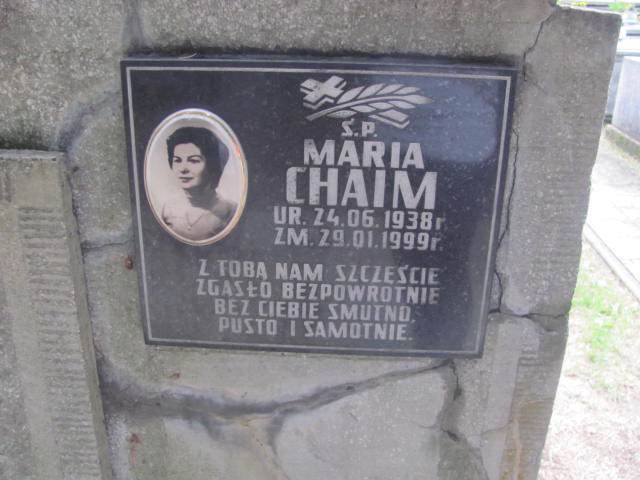 Ś.P.
MARIA
CHAIM
UR. 24.06.1938r
ZM. 29.01.1999r.
Z TOBĄ NAM SZCZĘŚCIE
ZGASŁO BEZPOWROTNIE
BEZ CIEBIE SMUTNO,
PUSTO I SAMOTNIE.